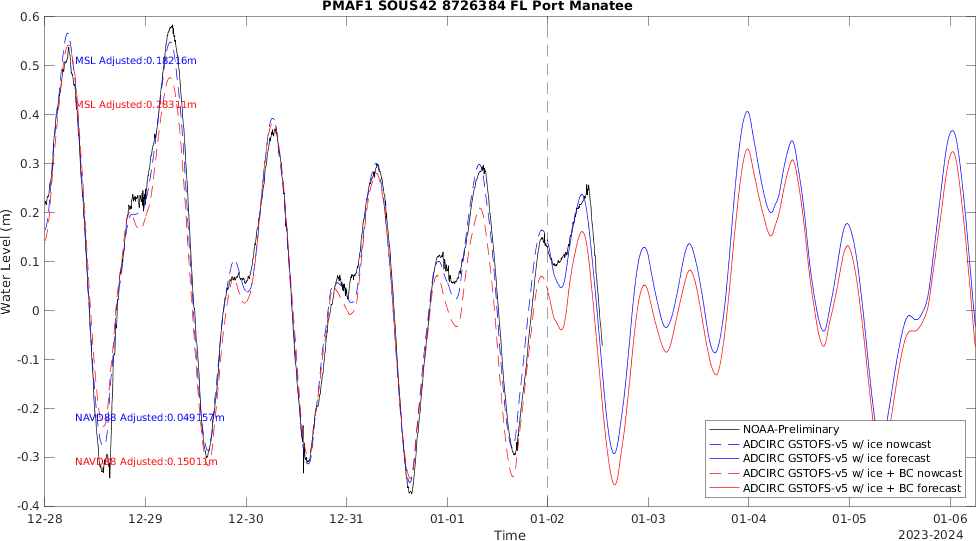 PMAF1 SOUS42 8726384 FL Port Manatee
Water Level (m)
0.6
0.5
0.4
0.3
0.2
0.1
0
-0.1
-0.2
-0.3
-0.4
MSL Adjusted:0.18216m
MSL Adjusted:0.28311m
NAVD88 Adjusted:0.049157m
NAVD88 Adjusted:0.15011m
NOAA-Preliminary
ADCIRC GSTOFS-v5 w/ ice nowcast
ADCIRC GSTOFS-v5 w/ ice forecast
ADCIRC GSTOFS-v5 w/ ice + BC nowcast
ADCIRC GSTOFS-v5 w/ ice + BC forecast
12-28 12-29 12-30 12-31 01-01 01-02 01-03 01-04 01-05 01-06
Time
2023-2024